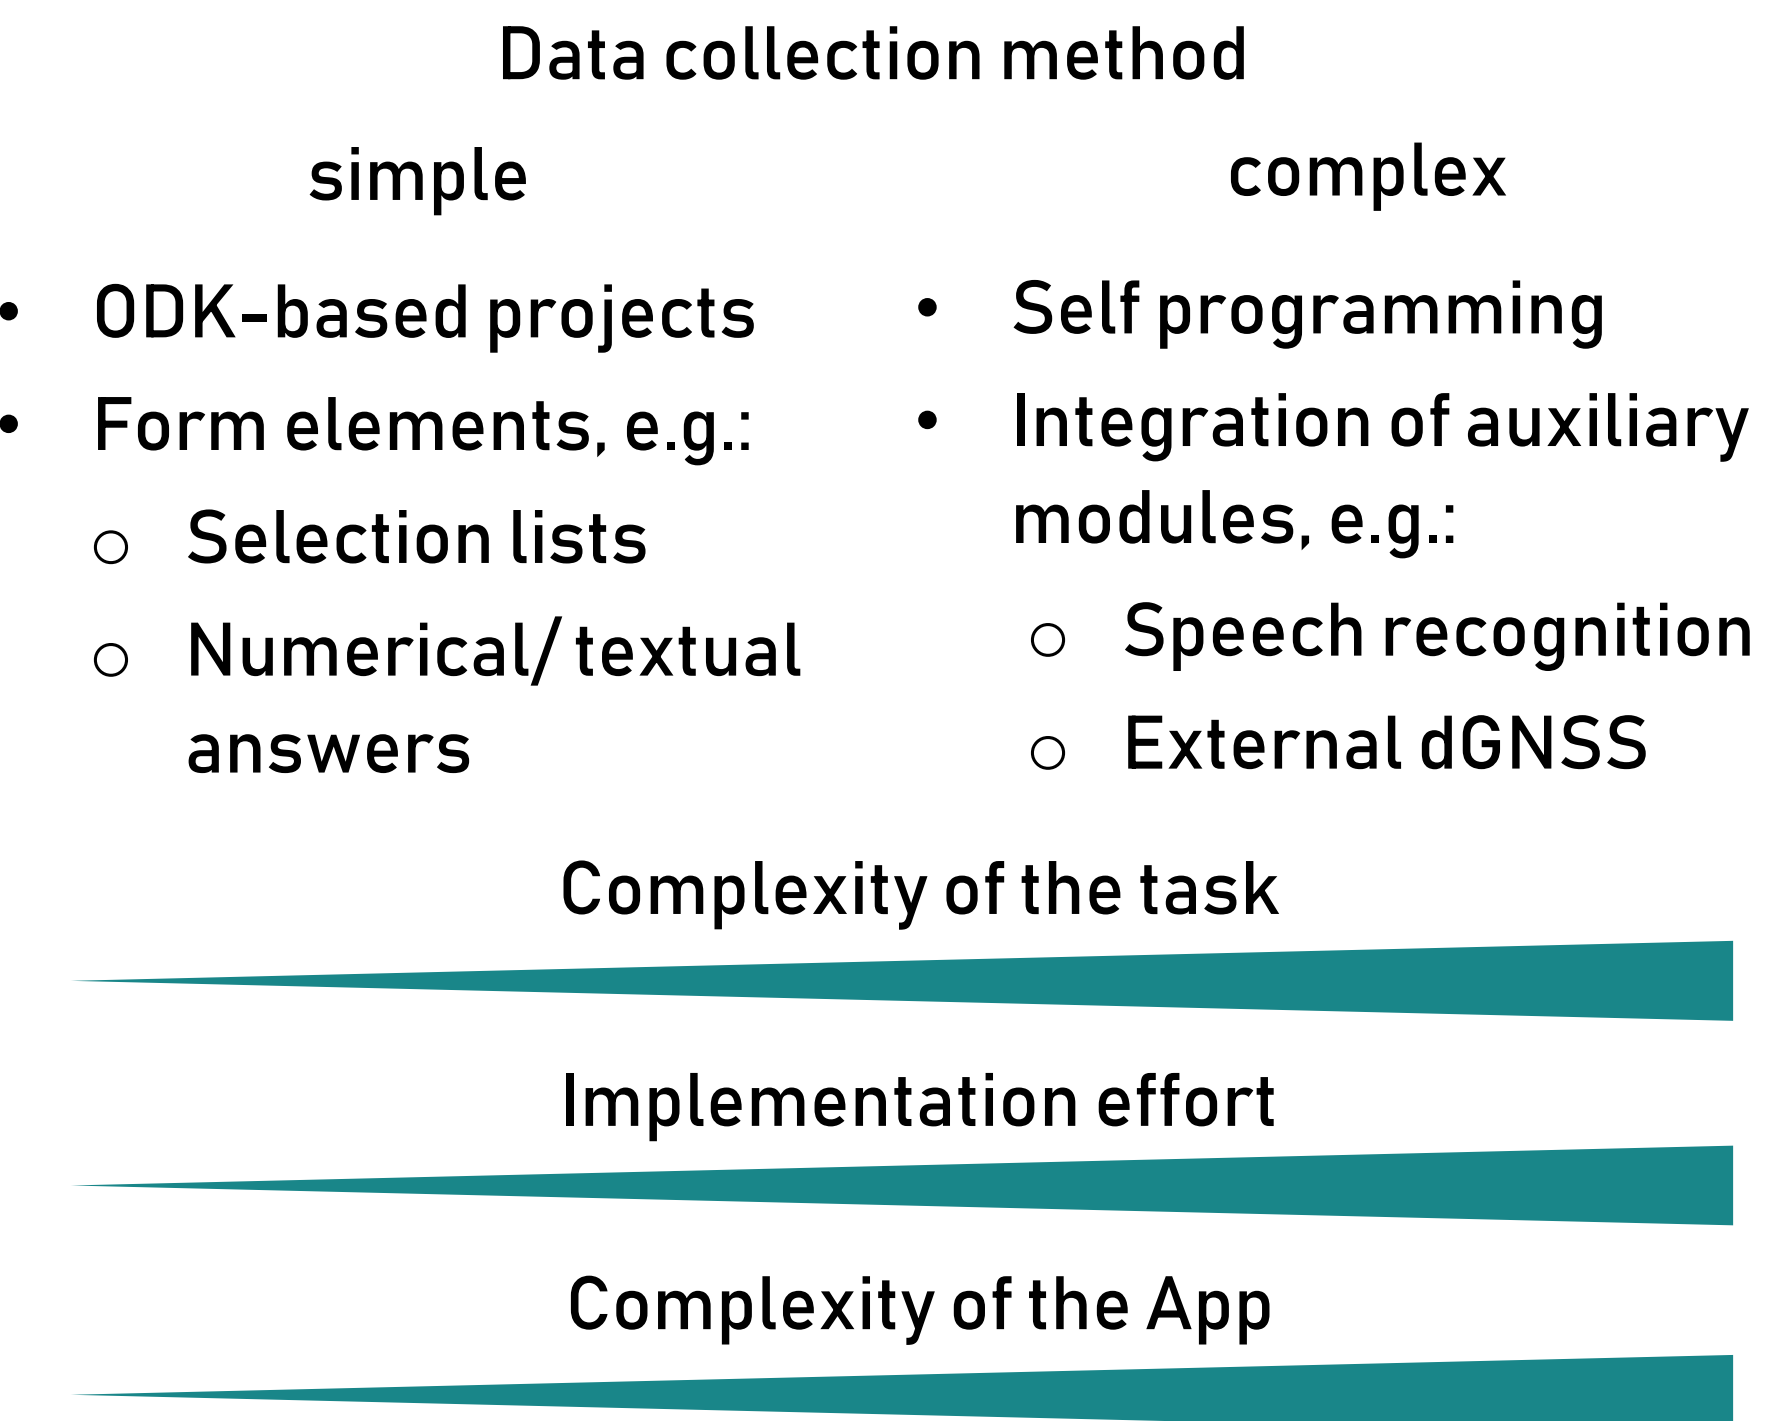 Data collection method
simple
• ODK-based projects
• Form elements, e.g.:
○ Selection lists
○ Numerical/ textual
answers
complex
• Self programming
• Integration of auxiliary
modules, e.g.:
○ Speech recognition
○ External dGNSS
Complexity of the task
Implementation effort
Complexity of the App